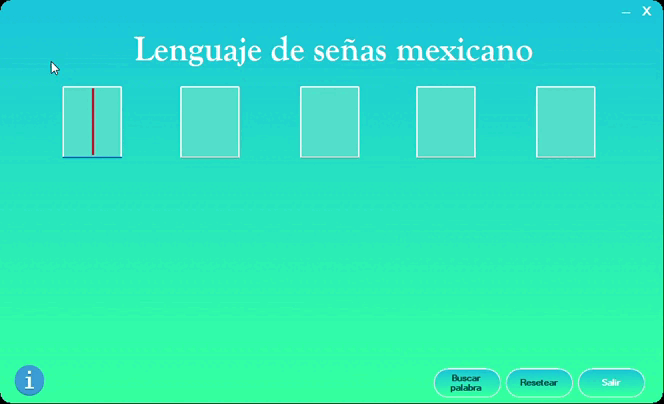 Lenguaje de señas mexicano
i
Buscar
palabra
Resetear
Salir